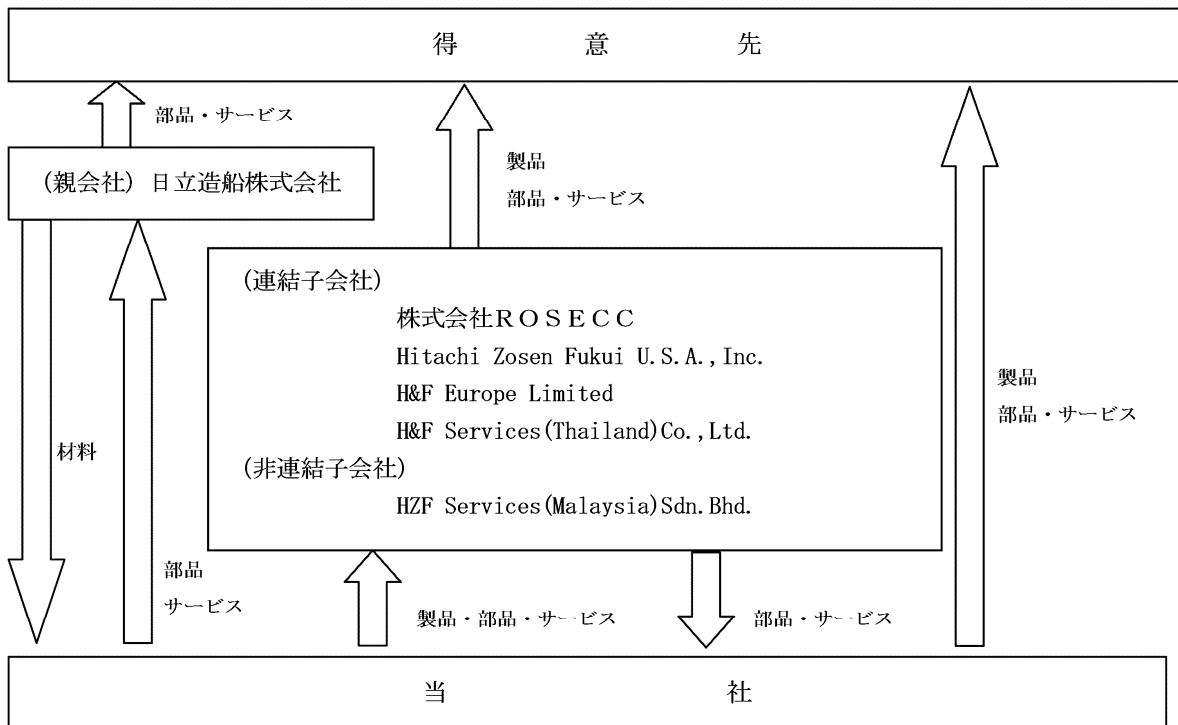 得意先
部品・サービス
製品
部品・サービス
(親会社) 日立造船株式会社
(連結子会社)
株式会社ＲＯＳＥＣＣ
Hitachi Zosen Fukui U.S.A.,Inc.
H&F Europe Limited
H&F Services(Thailand)Co.,Ltd.
(非連結子会社)
HZF Services(Malaysia)Sdn.Bhd.
製品
部品・サービス
材料
部品
サービス
製品・部品・サービス
部品・サービス
当社